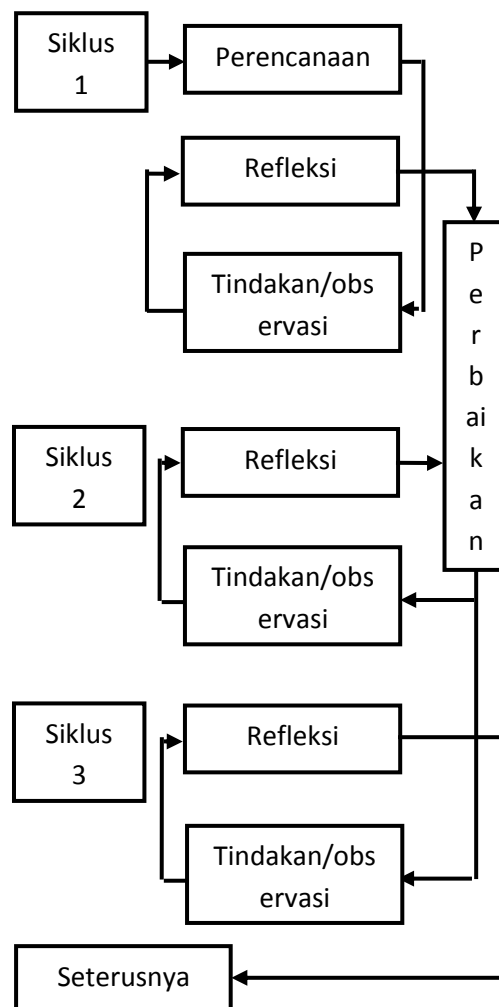 Siklus
1
Perencanaan
Refleksi
Tindakan/obs
ervasi
P
e
r
b
ai
k
a
n
Siklus
2
Refleksi
Tindakan/obs
ervasi
Siklus
3
Refleksi
Tindakan/obs
ervasi
Seterusnya